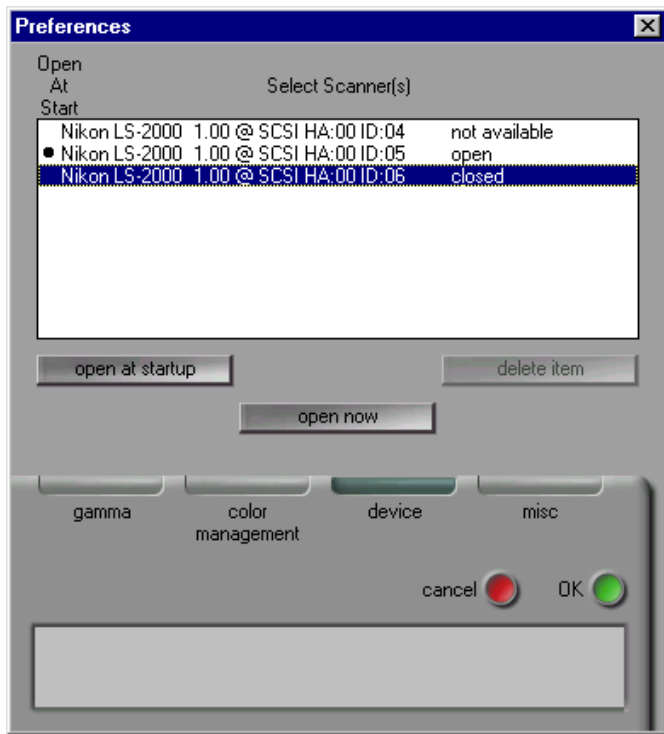 Preferences
Open
At
Start
Select Scanner(s)
Nikon LS-2000 1.00 @ SCSI HA:00 ID:04 not available
Nikon LS-2000 1.00 @ SCSI HA:00 ID:05 open
Nikon LS-2000 1.00 @ SCSI HA:00 ID:06 closed
open at startup
delete item
open now
gamma
color
management
device
misc
cancel
OK